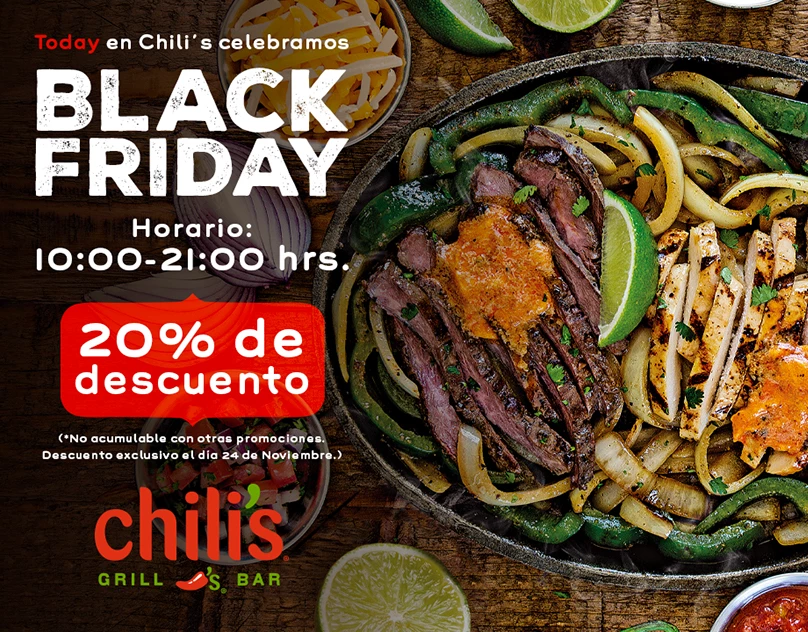 Today en Chili´s celebramos
BLACK
FRIDAY
Horario:
10:00-21:00 hrs.
20% de
descuento
(*No acumulable con otras promociones.
Descuento exclusivo el día 24 de Noviembre.)
chili's
GRILL 's BAR